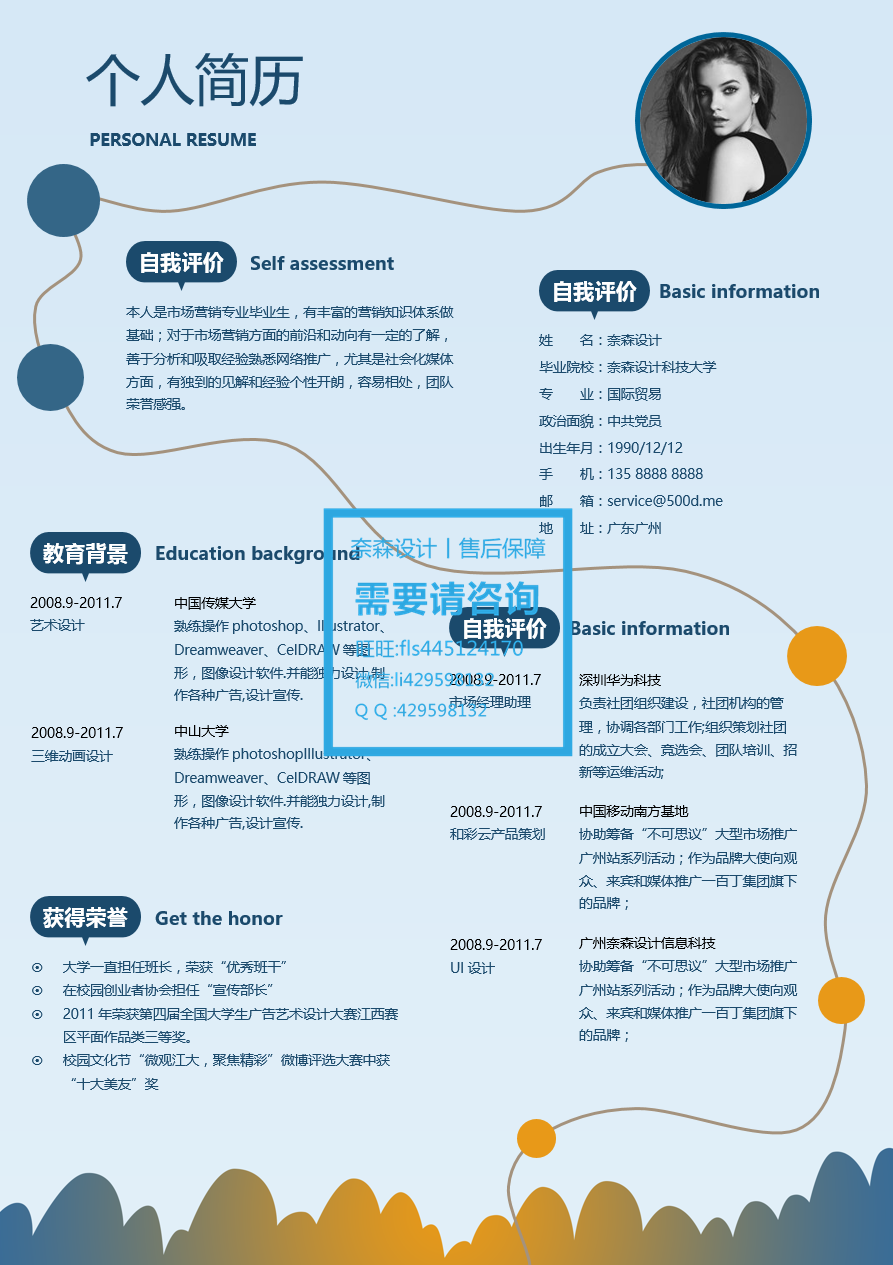 个人简历
PERSONAL RESUME
自我评价 Self assessment
本人是市场营销专业毕业生，有丰富的营销知识体系做
基础；对于市场营销方面的前沿和动向有一定的了解，
善于分析和吸取经验熟悉网络推广，尤其是社会化媒体
方面，有独到的见解和经验个性开朗，容易相处，团队
荣誉感强。
自我评价 Basic information
姓 名：奈森设计
毕业院校：奈森设计科技大学
专 业：国际贸易
政治面貌：中共党员
出生年月：1990/12/12
手 机：135 8888 8888
邮 箱：service@500d.me
地 址：广东广州
教育背景 Education background
2008.9-2011.7 中国传媒大学
艺术设计 熟练操作 photoshop、Illustrator、
Dreamweaver、CelDRAW 等图
形，图像设计软件.并能独力设计,制
作各种广告,设计宣传.
2008.9-2011.7 中山大学
三维动画设计 熟练操作 photoshopIllustrator、
Dreamweaver、CelDRAW 等图
形，图像设计软件.并能独力设计,制
作各种广告,设计宣传.
奈森设计丨售后保障
需要请咨询
旺旺:fls445124170
微信:li429598132
Q Q :429598132
自我评价 Basic information
2008.9-2011.7 深圳华为科技
市场经理助理 负责社团组织建设，社团机构的管
理，协调各部门工作;组织策划社团
的成立大会、竞选会、团队培训、招
新等运维活动;
2008.9-2011.7 中国移动南方基地
和彩云产品策划 协助筹备“不可思议”大型市场推广
广州站系列活动；作为品牌大使向观
众、来宾和媒体推广一百丁集团旗下
的品牌；
2008.9-2011.7 广州奈森设计信息科技
UI 设计 协助筹备“不可思议”大型市场推广
广州站系列活动；作为品牌大使向观
众、来宾和媒体推广一百丁集团旗下
的品牌；
获得荣誉 Get the honor
大学一直担任班长，荣获“优秀班干”
在校园创业者协会担任“宣传部长”
2011 年荣获第四届全国大学生广告艺术设计大赛江西赛
区平面作品类三等奖。
校园文化节“微观江大，聚焦精彩”微博评选大赛中获
“十大美友”奖